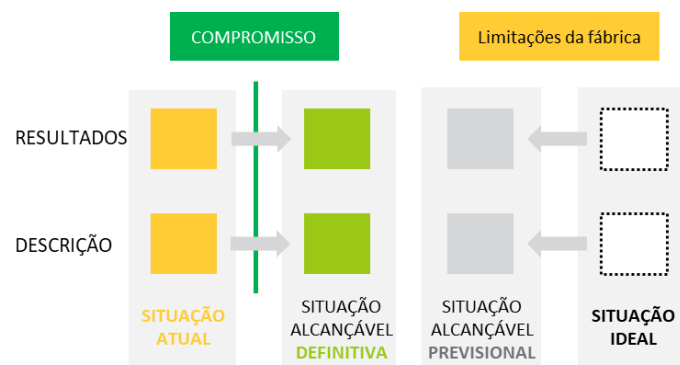 COMPROMISSO
Limitações da fábrica
RESULTADOS
DESCRIÇÃO
SITUAÇÃO
ATUAL
SITUAÇÃO
ALCANÇÁVEL
DEFINITIVA
SITUAÇÃO
ALCANÇÁVEL
PREVISIONAL
SITUAÇÃO
IDEAL